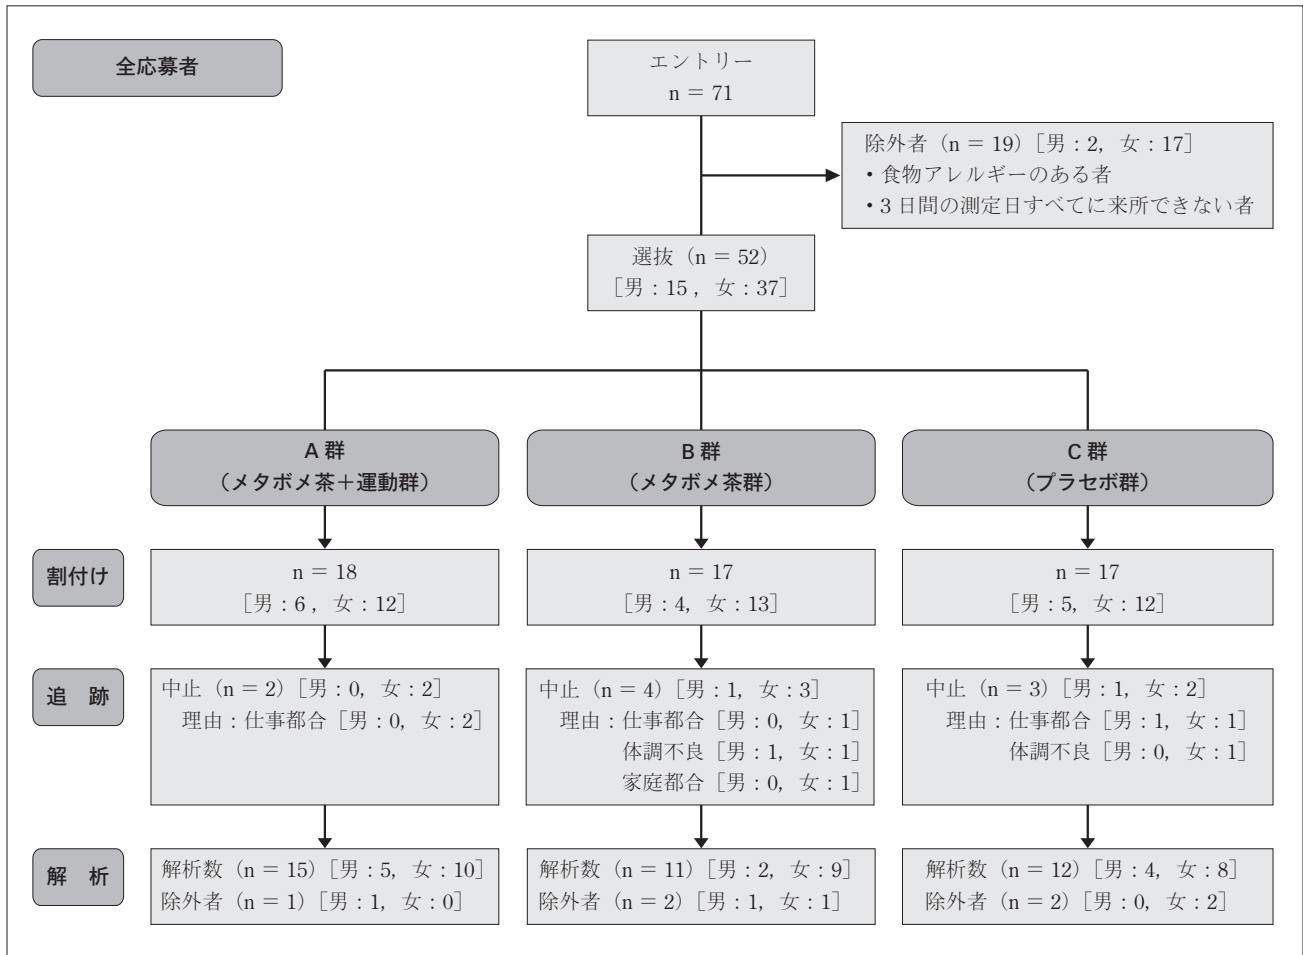 全応募者
エントリー
n = 71
除外者（n = 19）［男：2, 女：17］
・食物アレルギーのある者
・3 日間の測定日すべてに来所できない者
選抜（n = 52）
［男：15 , 女：37］
A 群
（メタボメ茶＋運動群）
B 群
（メタボメ茶群）
C 群
（プラセボ群）
割付け
n = 18
［男：6 , 女：12］
n = 17
［男：4, 女：13］
n = 17
［男：5, 女：12］
追　跡
中止（n = 2）［男：0, 女：2］
理由：仕事都合［男：0, 女：2］
中止（n = 4）［男：1, 女：3］
理由：仕事都合［男：0, 女：1］
体調不良［男：1, 女：1］
家庭都合［男：0, 女：1］
中止（n = 3）［男：1, 女：2］
理由：仕事都合［男：1, 女：1］
体調不良［男：0, 女：1］
解　析
解析数（n = 15）［男：5, 女：10］
除外者（n = 1）［男：1, 女：0］
解析数（n = 11）［男：2, 女：9］
除外者（n = 2）［男：1, 女：1］
解析数（n = 12）［男：4, 女：8］
除外者（n = 2）［男：0, 女：2］